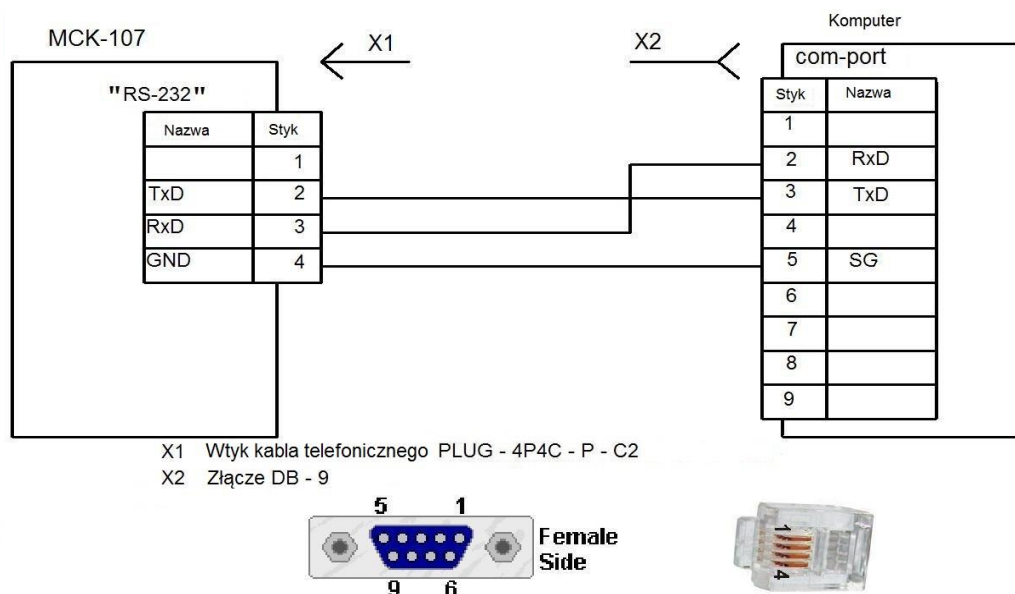 MCK-107
X1
X2
Komputer
com-port
"RS-232"
Nazwa Styk
1
TxD 2
RxD 3
GND 4
Styk Nazwa
1
2 RxD
3 TxD
4
5 SG
6
7
8
9
X1 Wtyk kabla telefonicznego PLUG - 4P4C - P - C2
X2 Złącze DB - 9
5 1
Female
Side
9 6
1
4